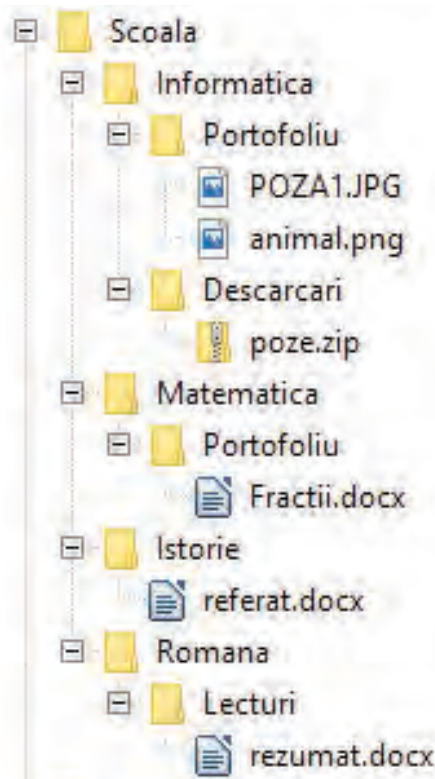 Scoala
Informatica
Portofoliu
POZA1.JPG
animal.png
Descarcari
poze.zip
Matematica
Portofoliu
Fractii.docx
Istorie
referat.docx
Romana
Lecturi
rezumat.docx